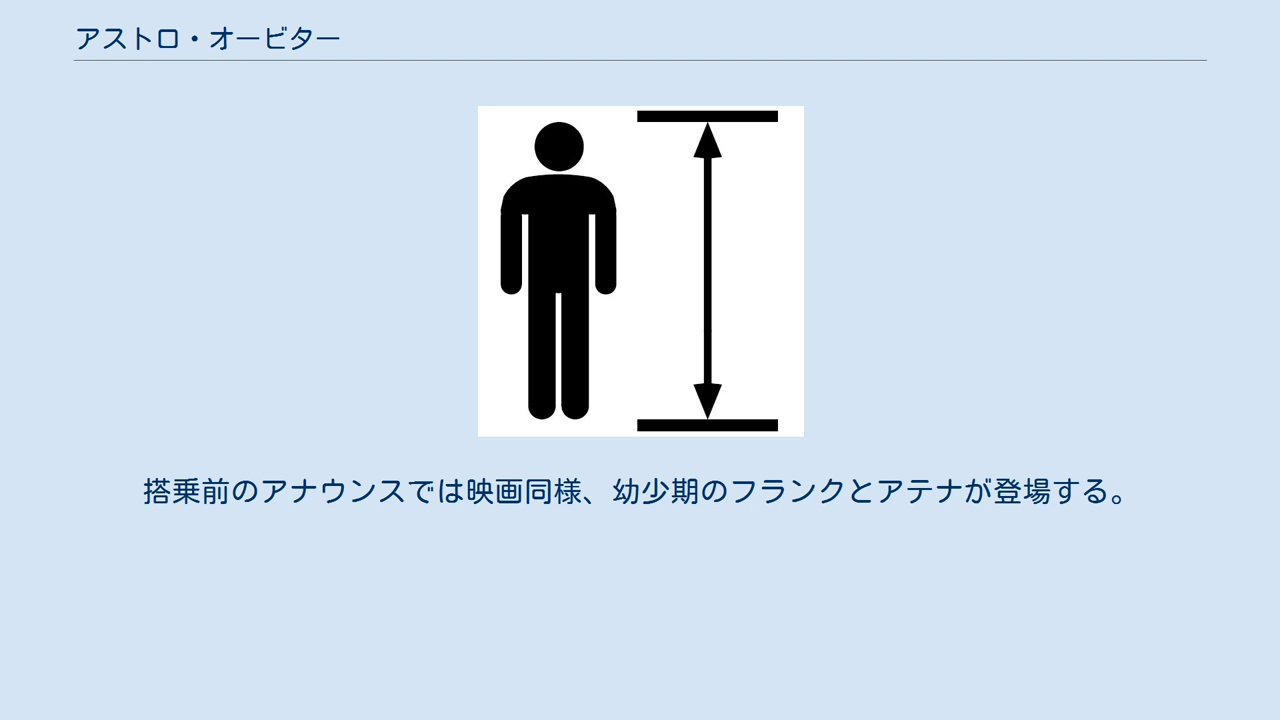 アストロ・オービター
搭乗前のアナウンスでは映画同様、幼少期のフランクとアテナが登場する。